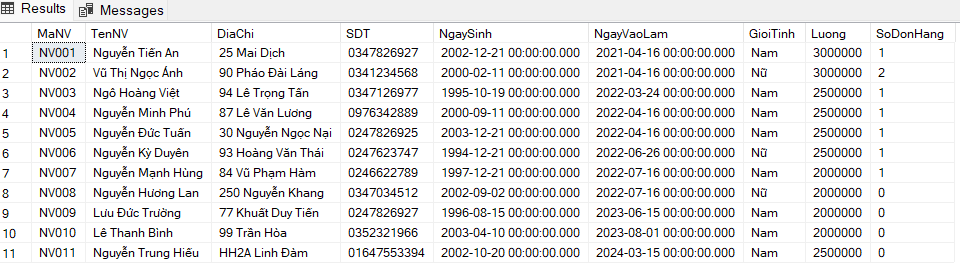 Results Messages
MaNV TenNV DiaChi SDT NgaySinh NgayVaoLam GioiTinh Luong SoDonHang
1 NV001 Nguyễn Tiến An 25 Mai Dịch 0347826927 2002-12-21 00:00:00.000 2021-04-16 00:00:00.000 Nam 3000000 1
2 NV002 Vũ Thị Ngọc Ánh 90 Pháo Đài Láng 0341234568 2000-02-11 00:00:00.000 2021-04-16 00:00:00.000 Nữ 3000000 2
3 NV003 Ngô Hoàng Việt 94 Lê Trọng Tấn 0347126977 1995-10-19 00:00:00.000 2022-03-24 00:00:00.000 Nam 2500000 1
4 NV004 Nguyễn Minh Phú 87 Lê Văn Lương 0976342889 2000-09-11 00:00:00.000 2022-04-16 00:00:00.000 Nam 2500000 1
5 NV005 Nguyễn Đức Tuấn 30 Nguyễn Ngọc Nại 0247826925 2003-12-21 00:00:00.000 2022-04-16 00:00:00.000 Nam 2500000 1
6 NV006 Nguyễn Kỳ Duyên 93 Hoàng Văn Thái 0247623747 1994-12-21 00:00:00.000 2022-06-26 00:00:00.000 Nữ 2500000 1
7 NV007 Nguyễn Mạnh Hùng 84 Vũ Phạm Hàm 0246622789 1997-12-21 00:00:00.000 2022-07-16 00:00:00.000 Nam 2000000 1
8 NV008 Nguyễn Hương Lan 250 Nguyễn Khang 0347034512 2002-09-02 00:00:00.000 2022-07-16 00:00:00.000 Nữ 2000000 0
9 NV009 Lưu Đức Trường 77 Khuất Duy Tiến 0247826927 1996-08-15 00:00:00.000 2023-06-15 00:00:00.000 Nam 2000000 0
10 NV010 Lê Thanh Bình 99 Trần Hòa 0352321966 2003-04-10 00:00:00.000 2023-08-01 00:00:00.000 Nam 2000000 0
11 NV011 Nguyễn Trung Hiếu HH2A Linh Đàm 01647553394 2002-10-20 00:00:00.000 2024-03-15 00:00:00.000 Nam 2500000 0